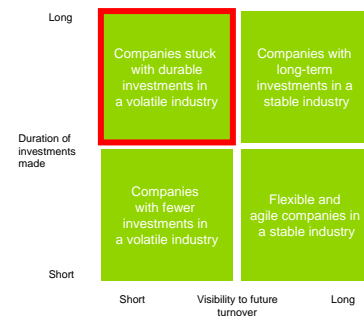 Long
Companies stuck
with durable
investments in
a volatile industry
Companies with
long-term
investments in a
stable industry
Duration of
investments
made
Companies
with fewer
investments in
a volatile industry
Flexible and
agile companies in
a stable industry
Short
Short
Visibility to future
turnover
Long